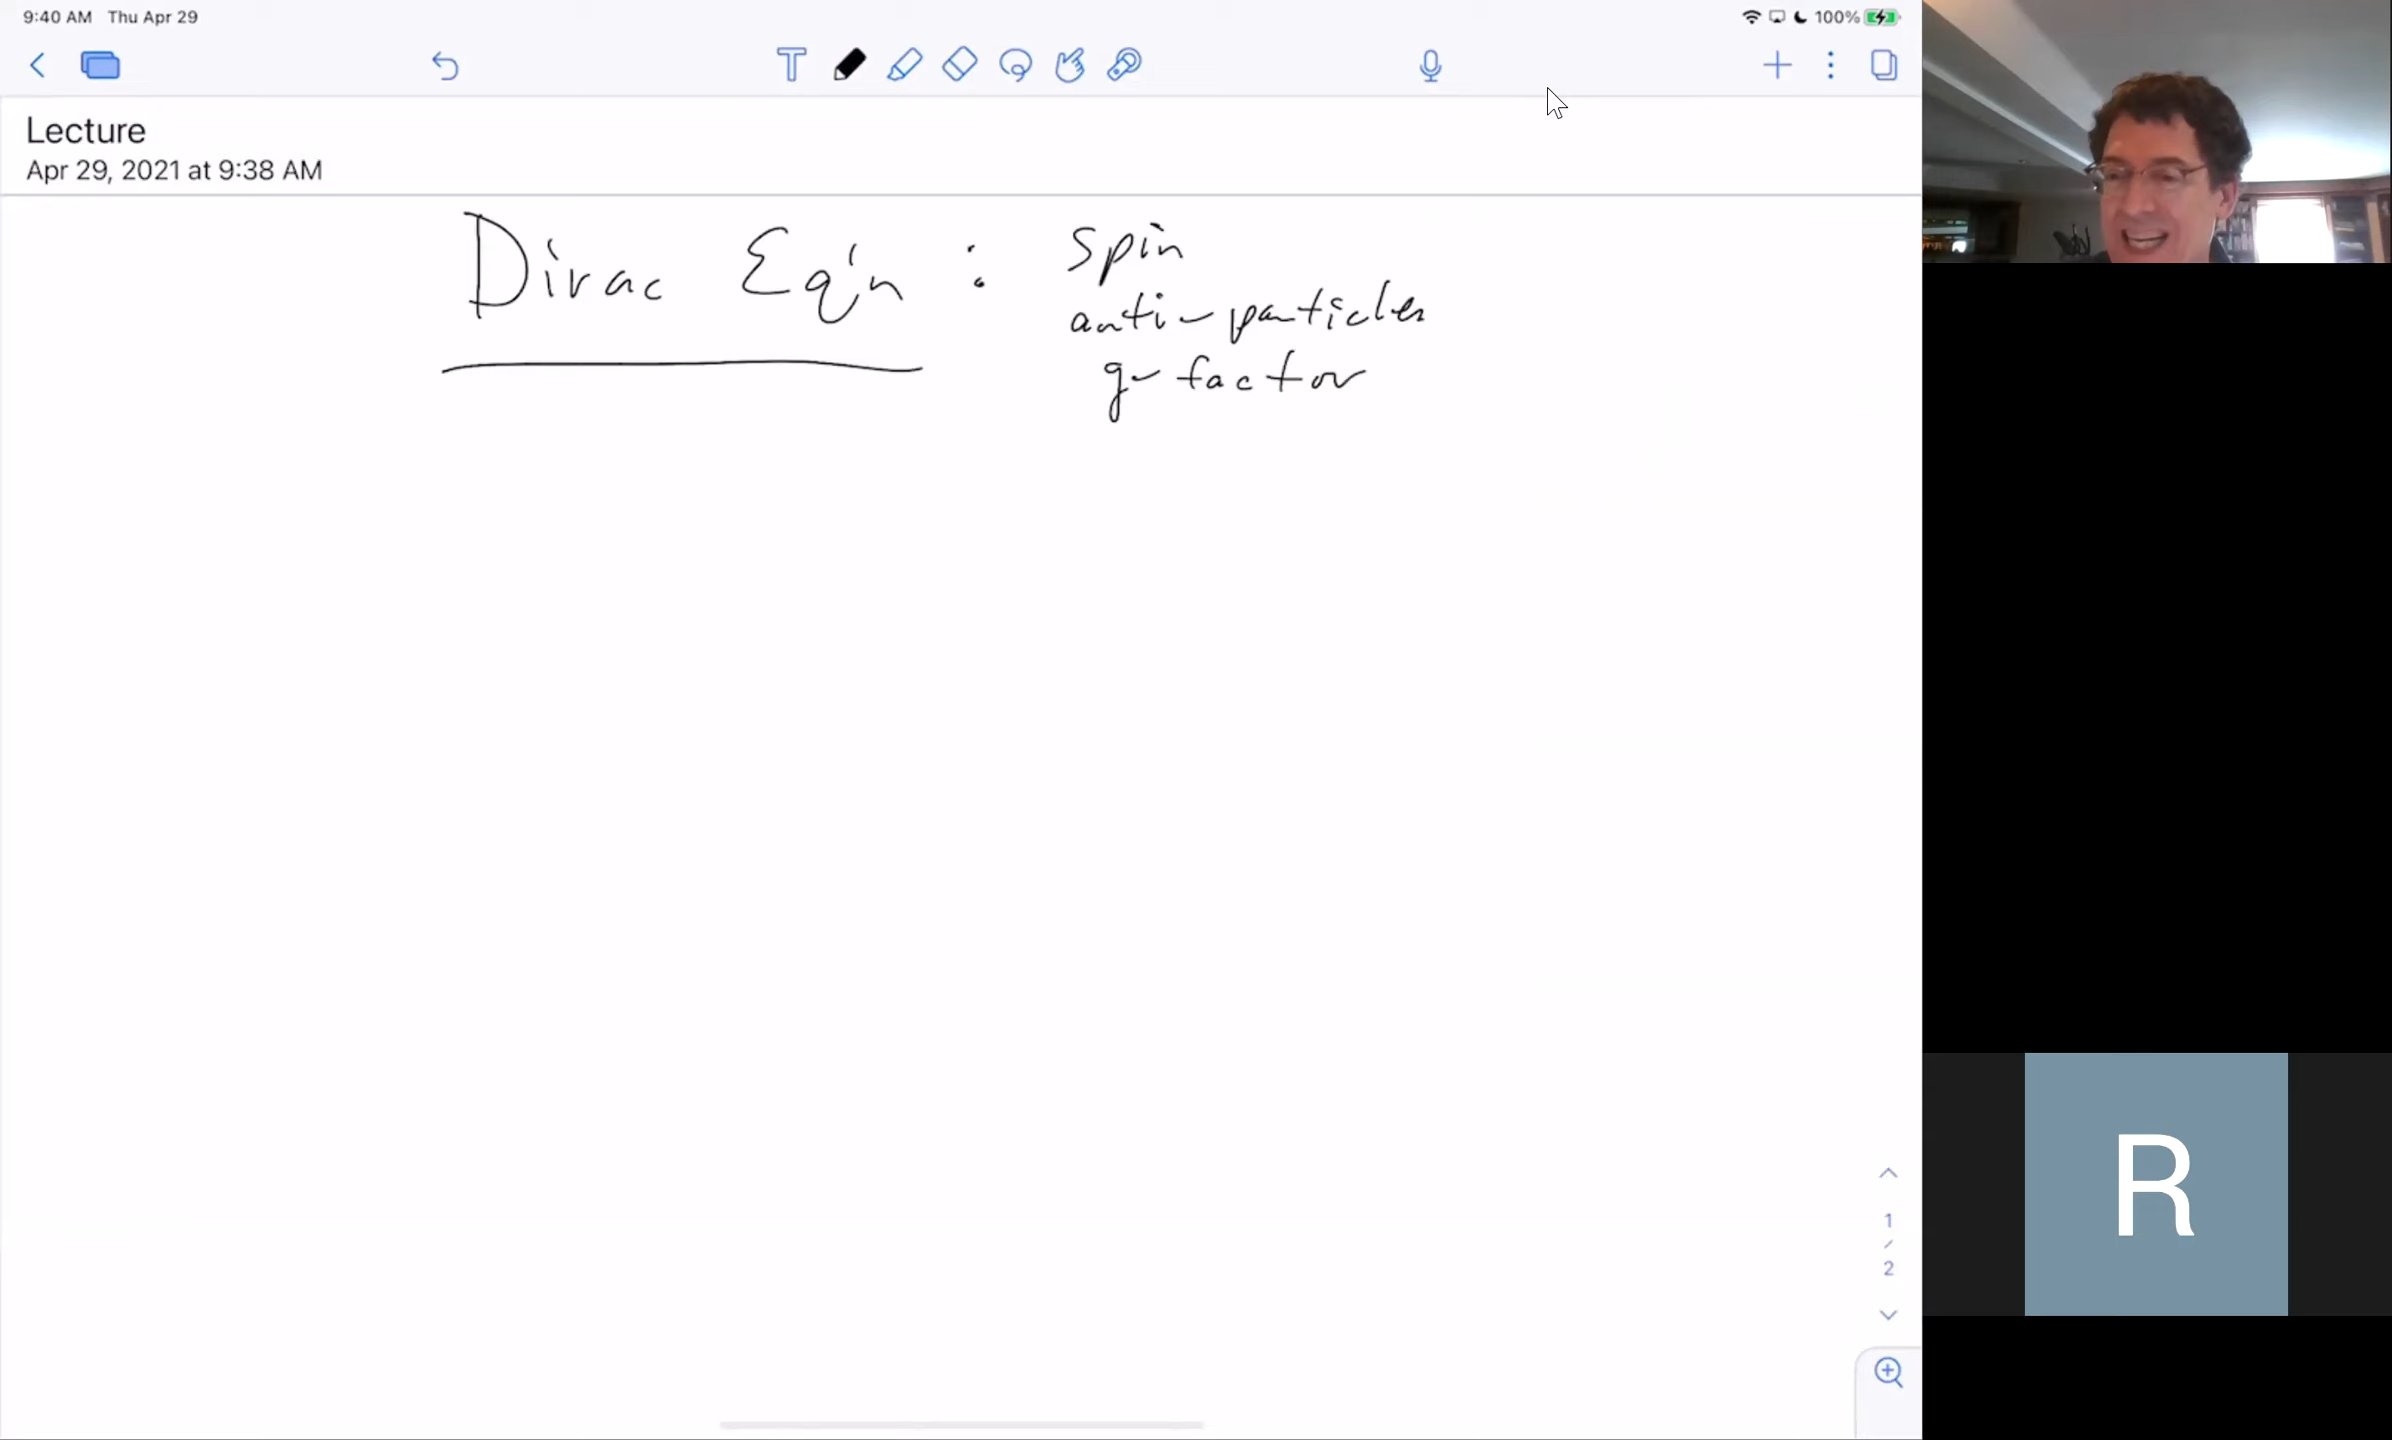 9:40 AM Thu Apr 29
100%
Lecture
Apr 29, 2021 at 9:38 AM
Dirac Eq'n : spin
anti-particles
g-factor
1
/
2
R